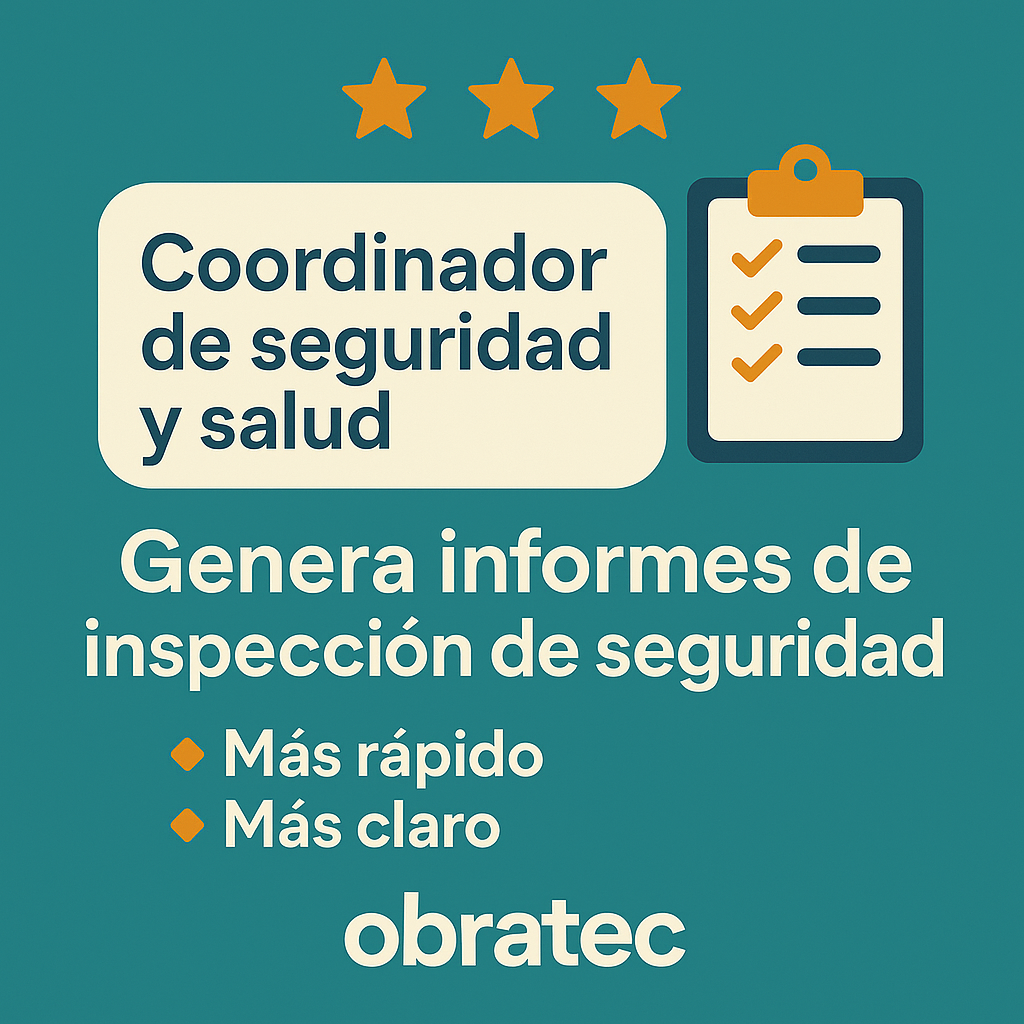 Coordinador
de seguridad
y salud
Genera informes de
inspección de seguridad
Más rápido
Más claro
obratec